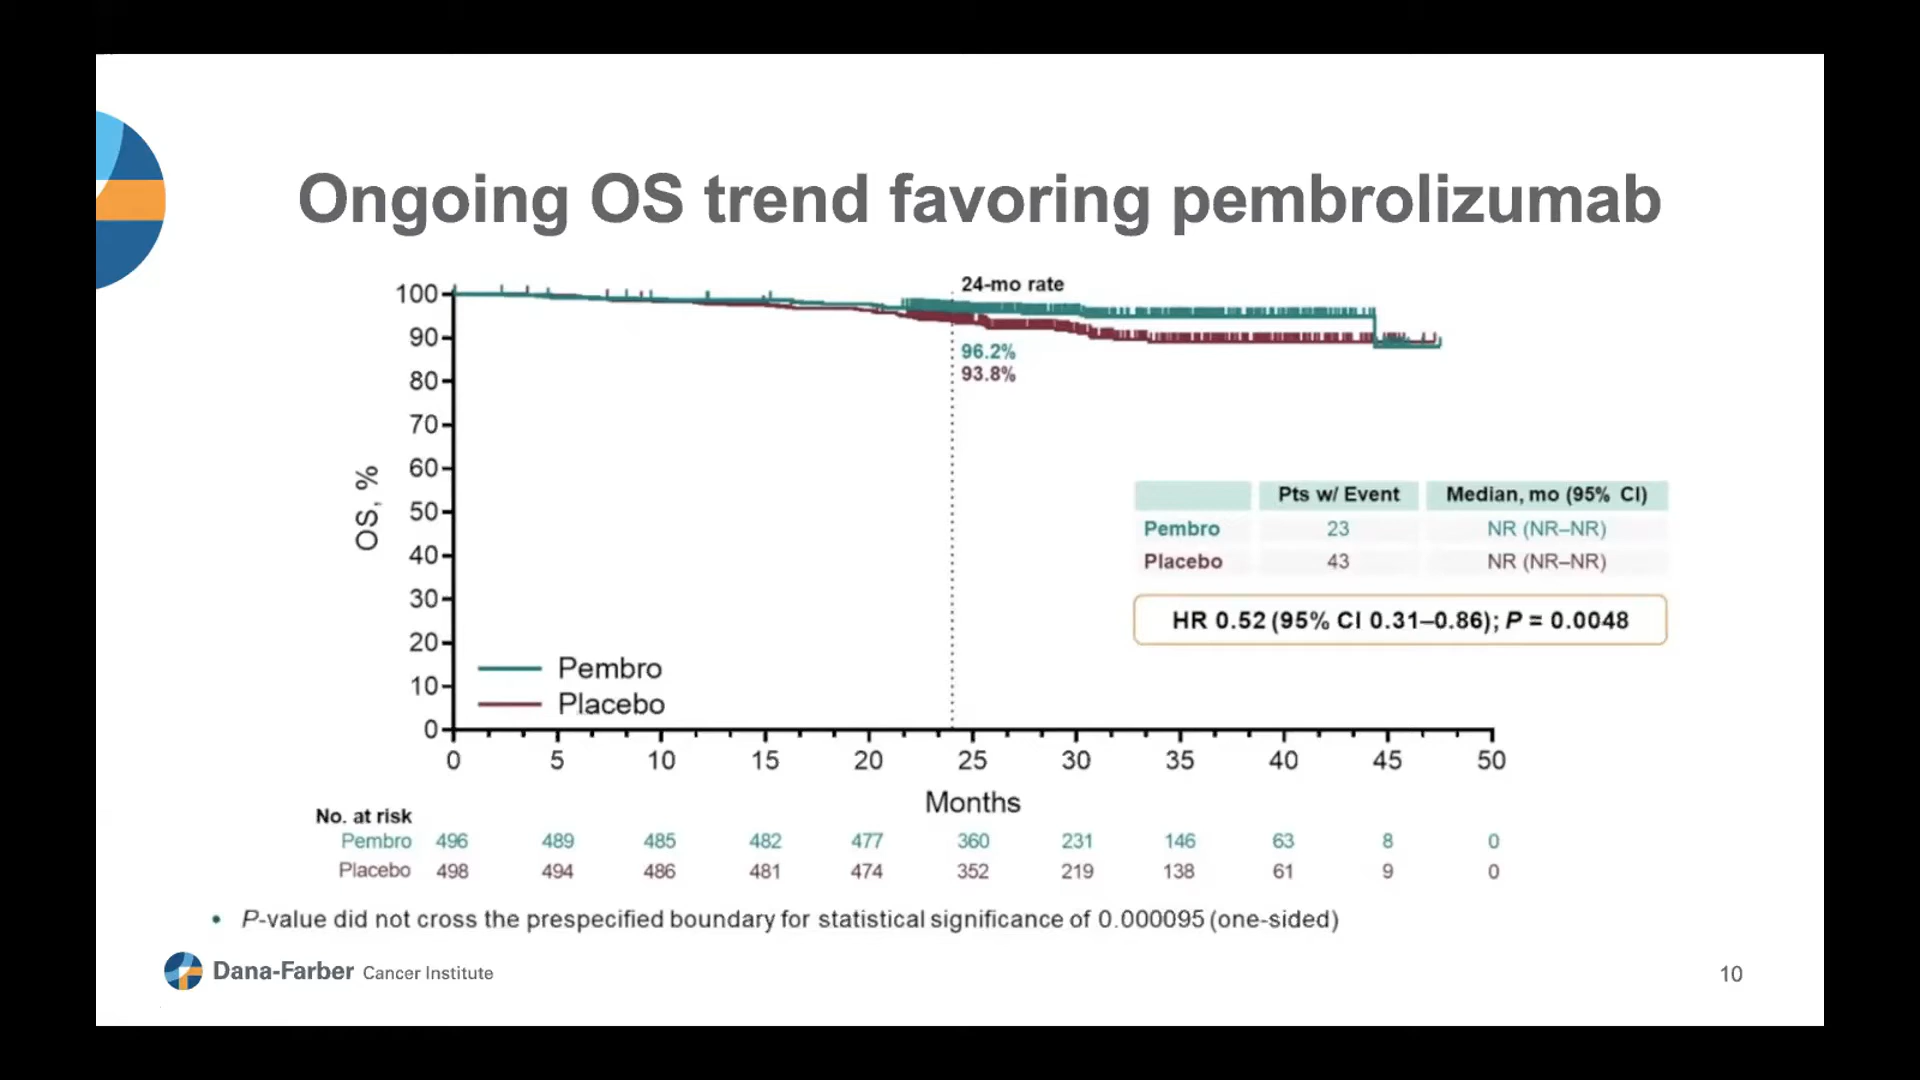 Ongoing OS trend favoring pembrolizumab
24-mo rate
96.2%
93.8%
OS, %
100
90
80
70
60
50
40
30
20
10
0
Pembro
Placebo
0 5 10 15 20 25 30 35 40 45 50
Months
Pts w/ Event Median, mo (95% CI)
Pembro 23 NR (NR–NR)
Placebo 43 NR (NR–NR)
HR 0.52 (95% CI 0.31–0.86); P = 0.0048
No. at risk
Pembro 496 489 485 482 477 360 231 146 63 8 0
Placebo 498 494 486 481 474 352 219 138 61 9 0
• P-value did not cross the prespecified boundary for statistical significance of 0.000095 (one-sided)
Dana-Farber Cancer Institute
10